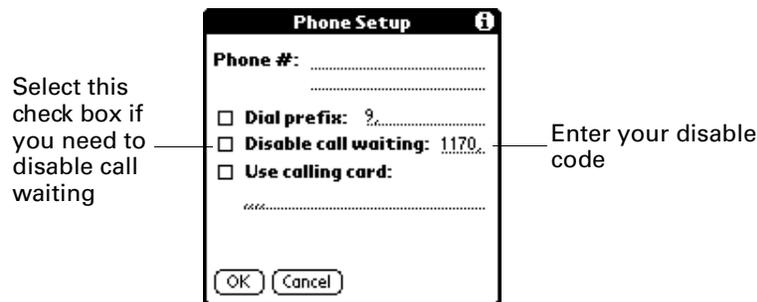 Phone Setup
Phone #:
Select this
check box if
you need to
disable call
waiting
Dial prefix: 9,
Disable call waiting: 1170,
Enter your disable
code
Use calling card:
,,,,
OK Cancel